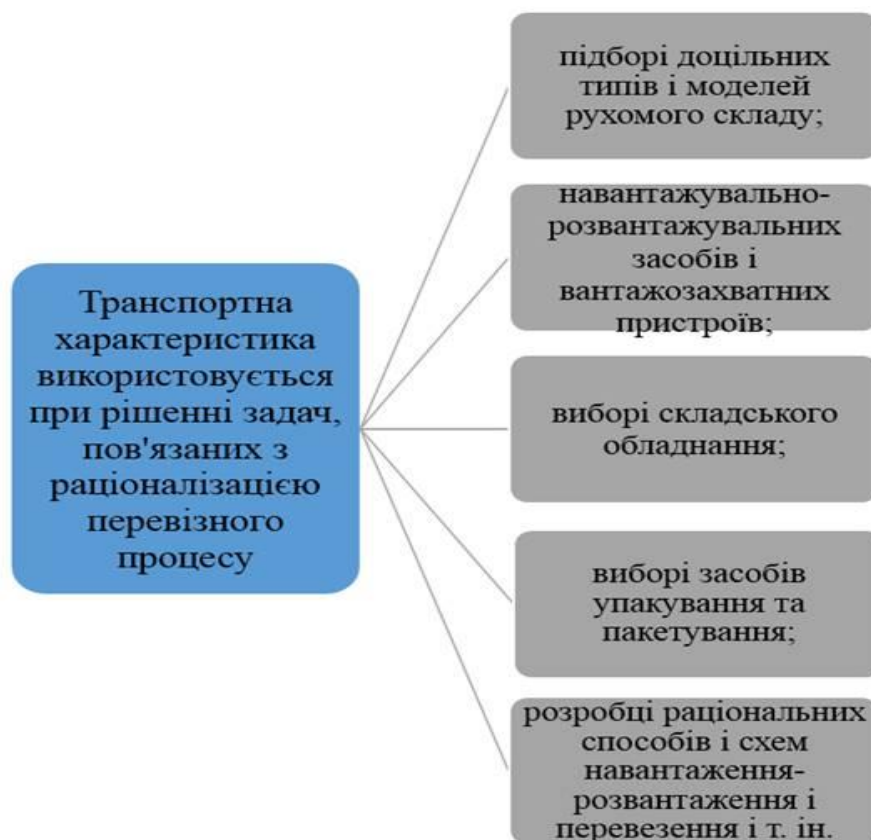 Транспортна
характеристика
використовується
при рішенні задач,
пов'язаних з
раціоналізацією
перевізного
процесу
підборі доцільних
типів і моделей
рухомого складу;
навантажувально-
розвантажувальних
засобів і
вантажозахватних
пристроїв;
виборі складського
обладнання;
виборі засобів
упакування та
пакетування;
розробці раціональних
способів і схем
навантаження-
розвантаження і
перевезення і т. ін.